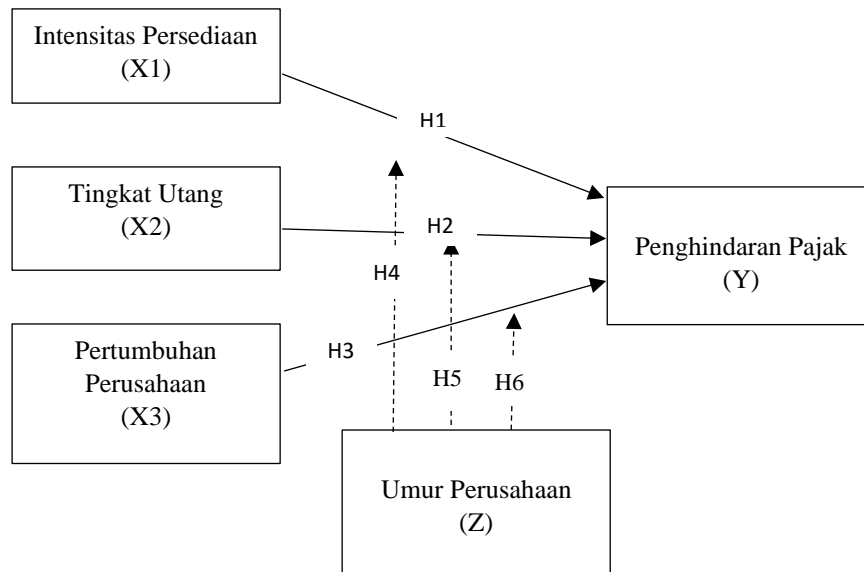 Intensitas Persediaan
(X1)
H1
Tingkat Utang
(X2)
H2
Penghindaran Pajak
(Y)
H4
Pertumbuhan
Perusahaan
(X3)
H3
H5
H6
Umur Perusahaan
(Z)